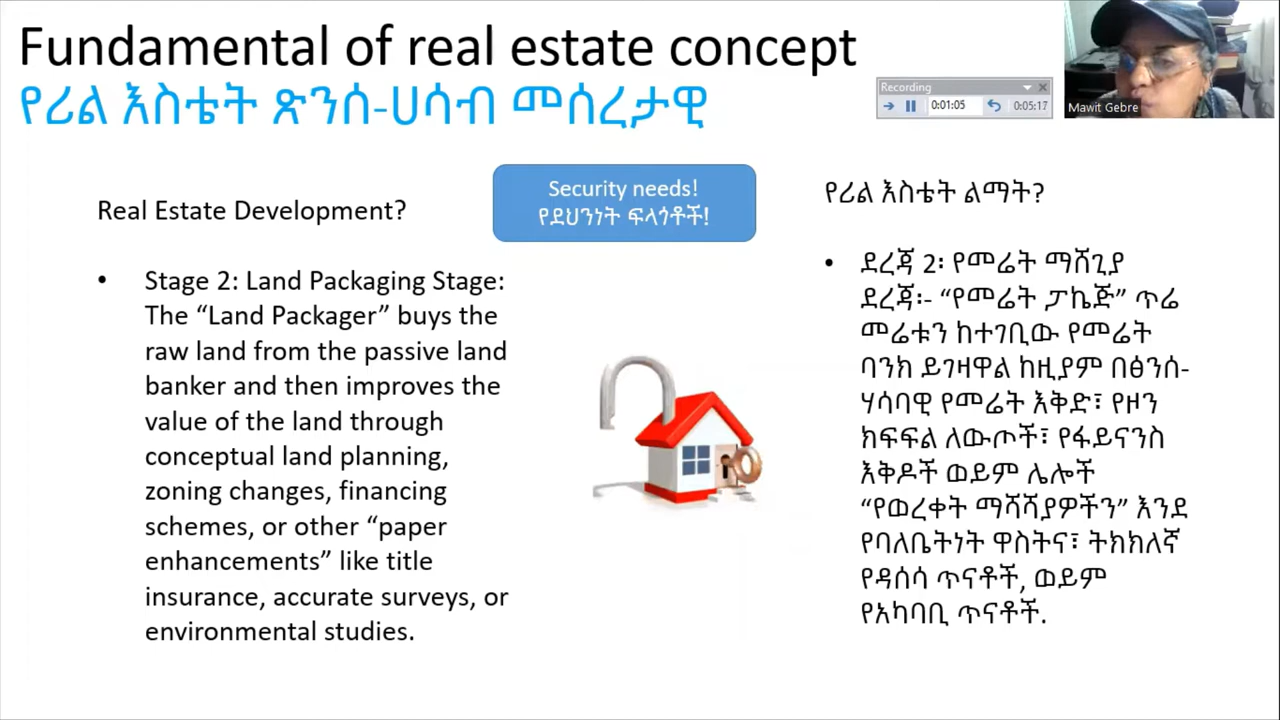 Fundamental of real estate concept
የሪል እስቴት ጽንሰ-ሀሳብ መሰረታዊ
Recording
0:01:05
0:05:17
Mawit Gebre
Security needs!
የደህንነት ፍላጎቶች!
Real Estate Development?
• Stage 2: Land Packaging Stage:
The “Land Packager” buys the
raw land from the passive land
banker and then improves the
value of the land through
conceptual land planning,
zoning changes, financing
schemes, or other “paper
enhancements” like title
insurance, accurate surveys, or
environmental studies.
የሪል እስቴት ልማት?
• ደረጃ 2፡ የመሬት ማሸጊያ
ደረጃ፡- “የመሬት ፓኬጅ” ጥሬ
መሬቱን ከተገቢው የመሬት
ባንክ ይገዛዋል ከዚያም በፅንሰ-
ሃሳባዊ የመሬት እቅድ፣ የዞን
ክፍፍል ለውጦች፣ የፋይናንስ
እቅዶች ወይም ሌሎች
“የወረቀት ማሻሻያዎችን” እንደ
የባለቤትነት ዋስትና፣ ትክክለኛ
የዳሰሳ ጥናቶች, ወይም
የአካባቢ ጥናቶች.